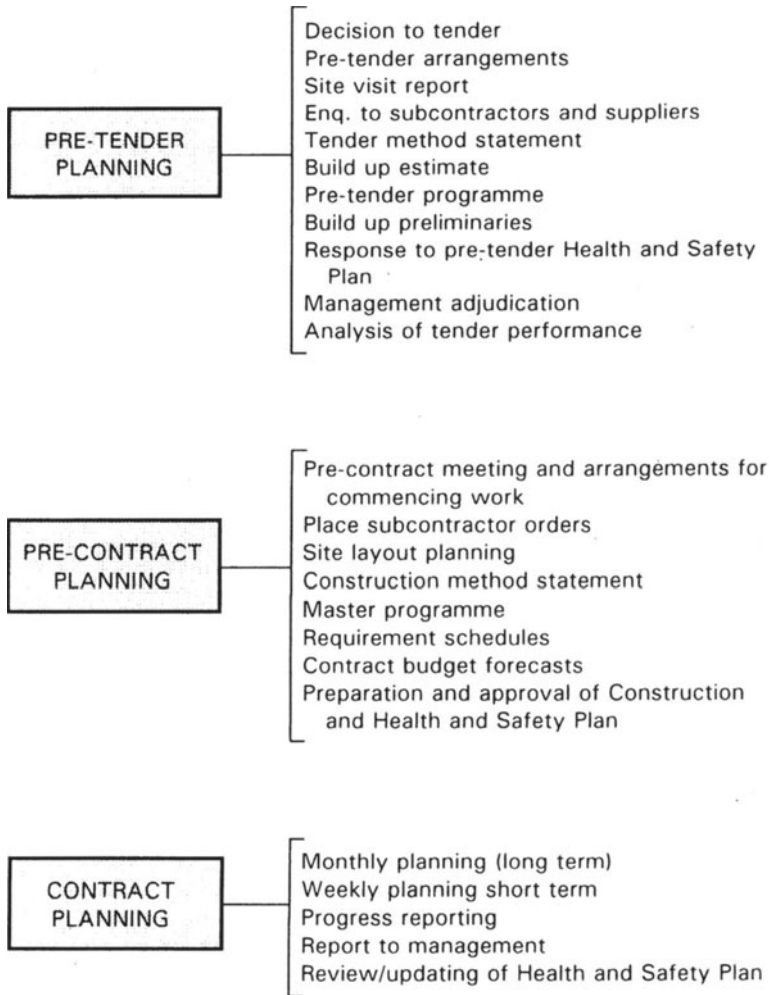 PRE-TENDER
PLANNING
Decision to tender
Pre-tender arrangements
Site visit report
Enq. to subcontractors and suppliers
Tender method statement
Build up estimate
Pre-tender programme
Build up preliminaries
Response to pre-tender Health and Safety
Plan
Management adjudication
Analysis of tender performance
PRE-CONTRACT
PLANNING
Pre-contract meeting and arrangements for
commencing work
Place subcontractor orders
Site layout planning
Construction method statement
Master programme
Requirement schedules
Contract budget forecasts
Preparation and approval of Construction
and Health and Safety Plan
CONTRACT
PLANNING
Monthly planning (long term)
Weekly planning short term
Progress reporting
Report to management
Review/updating of Health and Safety Plan